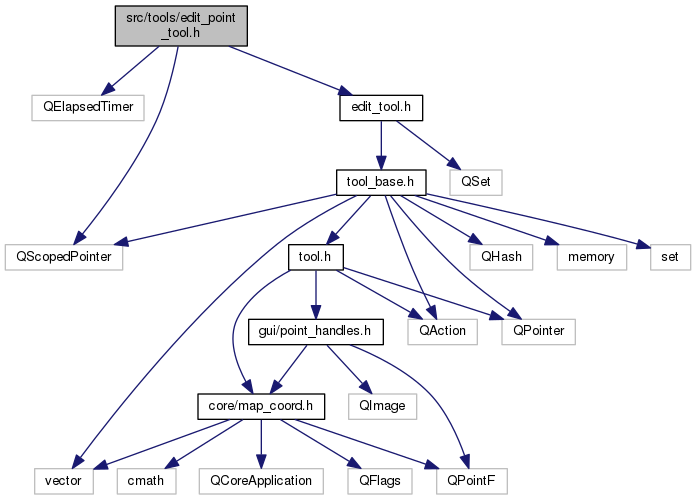 src/tools/edit_point
_tool.h
QElapsedTimer
edit_tool.h
tool_base.h
QSet
QScopedPointer
tool.h
QHash
memory
set
gui/point_handles.h
QAction
QPointer
core/map_coord.h
QImage
vector
cmath
QCoreApplication
QFlags
QPointF